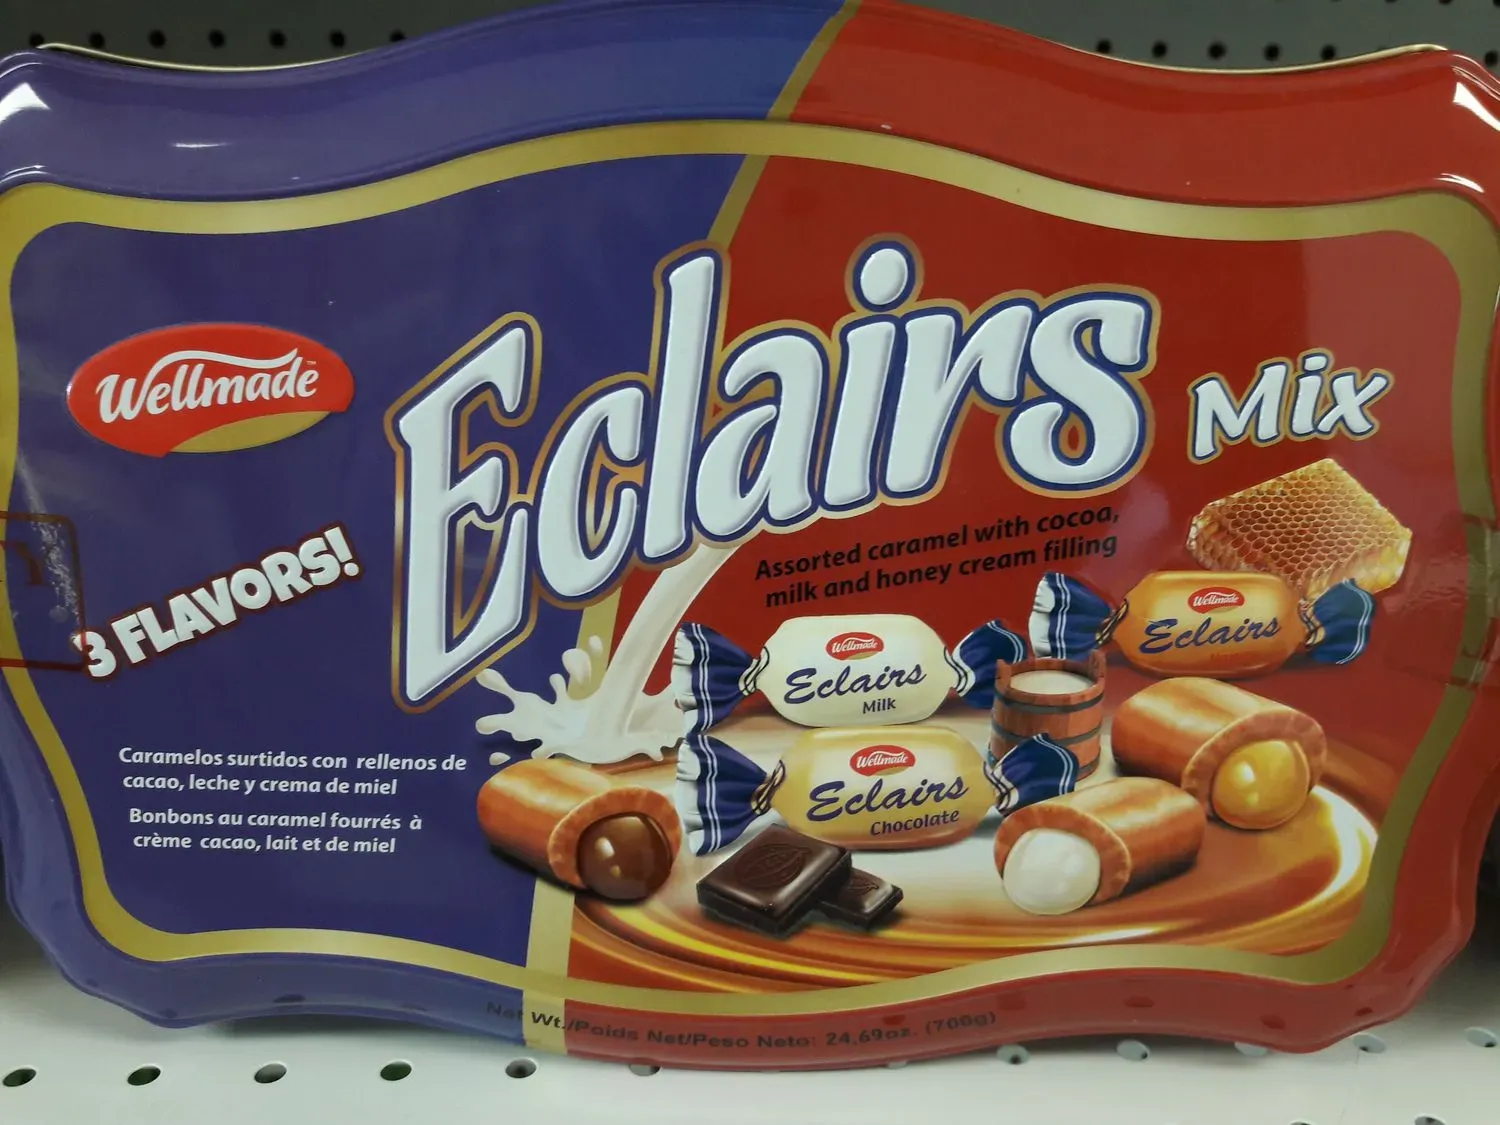 Wellmade
Eclairs
Mix
3 FLAVORS!
Assorted caramel with cocoa,
milk and honey cream filling
Wellmade
Eclairs
Wellmade
Eclairs
Milk
Wellmade
Eclairs
Chocolate
Caramelos surtidos con rellenos de
cacao, leche y crema de miel
Bonbons au caramel fourrés à
crème cacao, lait et de miel
Net Wt./Poids Net/Peso Neto: 24,69oz. (700g)